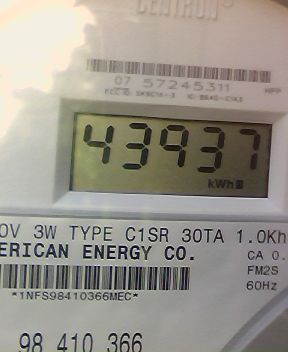 CENTRON®
07 57245311
43937
kWh
0V 3W TYPE C1SR 30TA 1.0Kh
ERICAN ENERGY CO.
CA 0.
FM2S
*1NFS98410366MEC*
60Hz
98 410 366